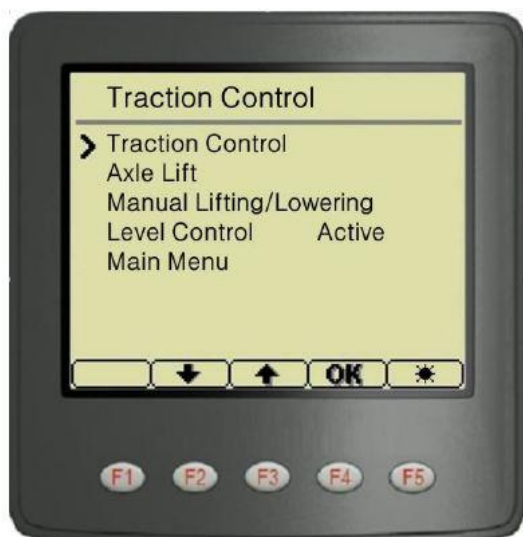 Traction Control
Traction Control
Axle Lift
Manual Lifting/Lowering
Level Control Active
Main Menu
OK
F1 F2 F3 F4 F5